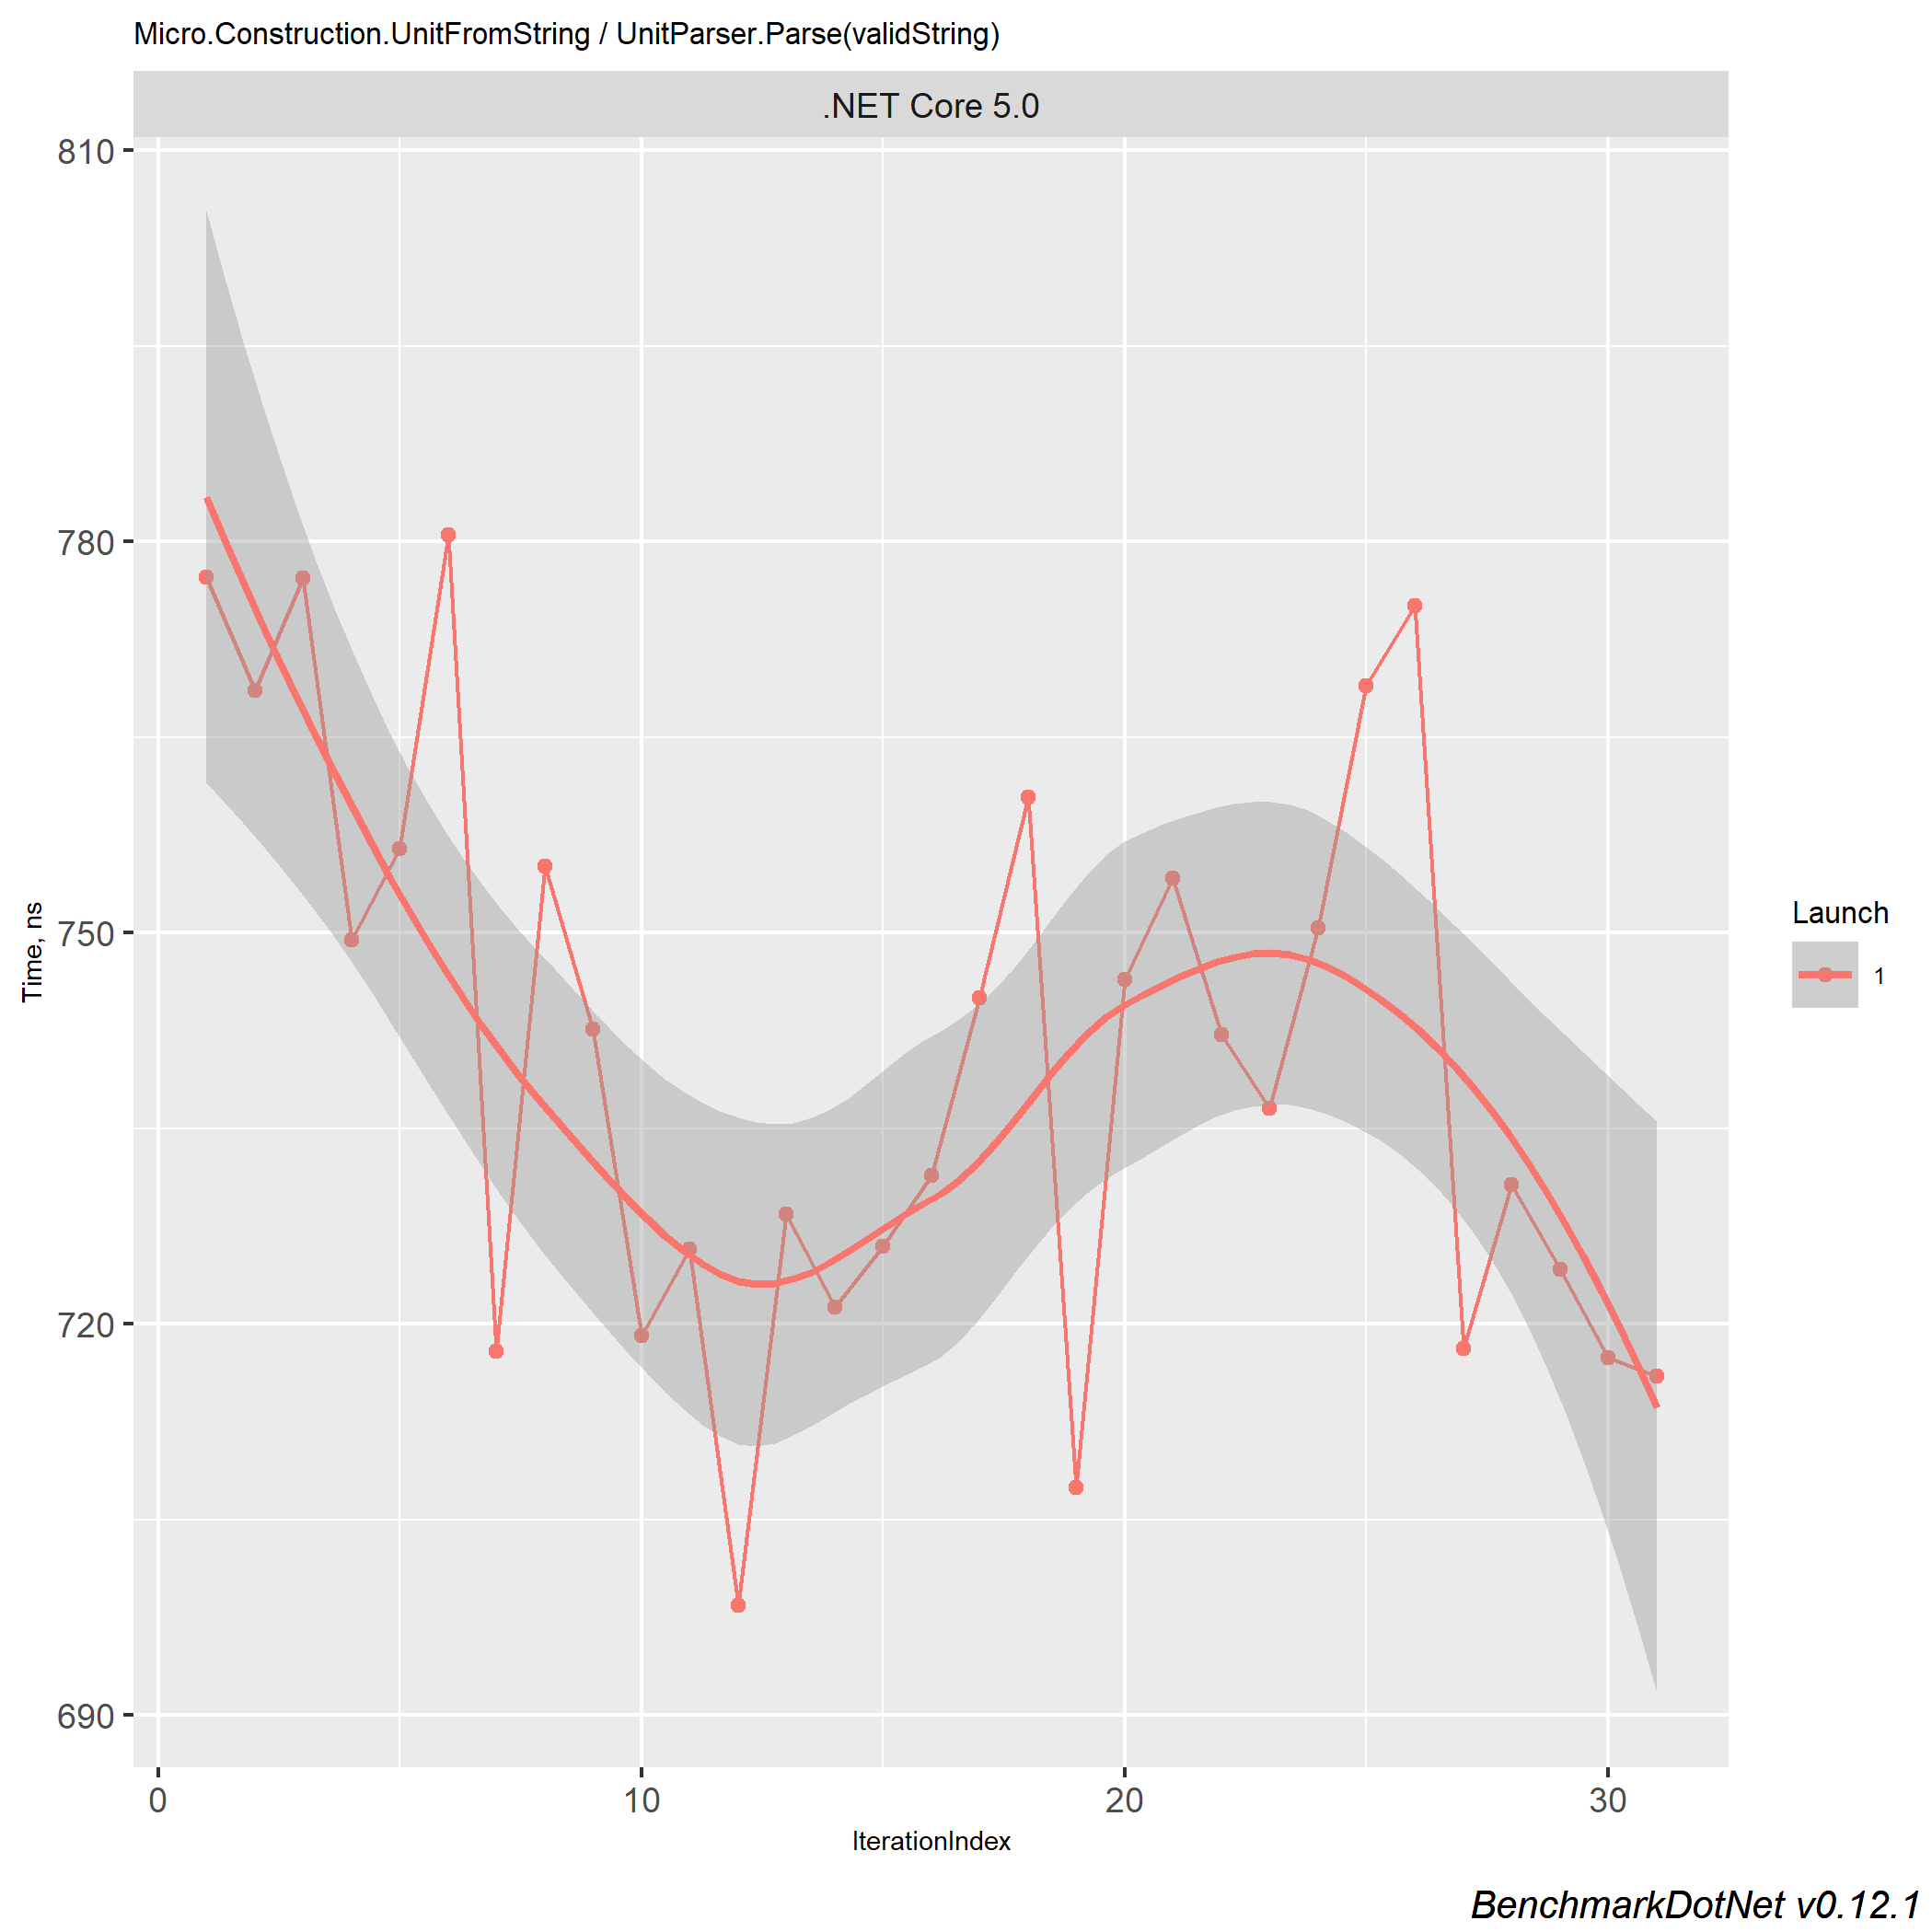 Micro.Construction.UnitFromString / UnitParser.Parse(validString)
.NET Core 5.0
810
780
750
720
690
Time, ns
0 10 20 30
IterationIndex
Launch
1
BenchmarkDotNet v0.12.1